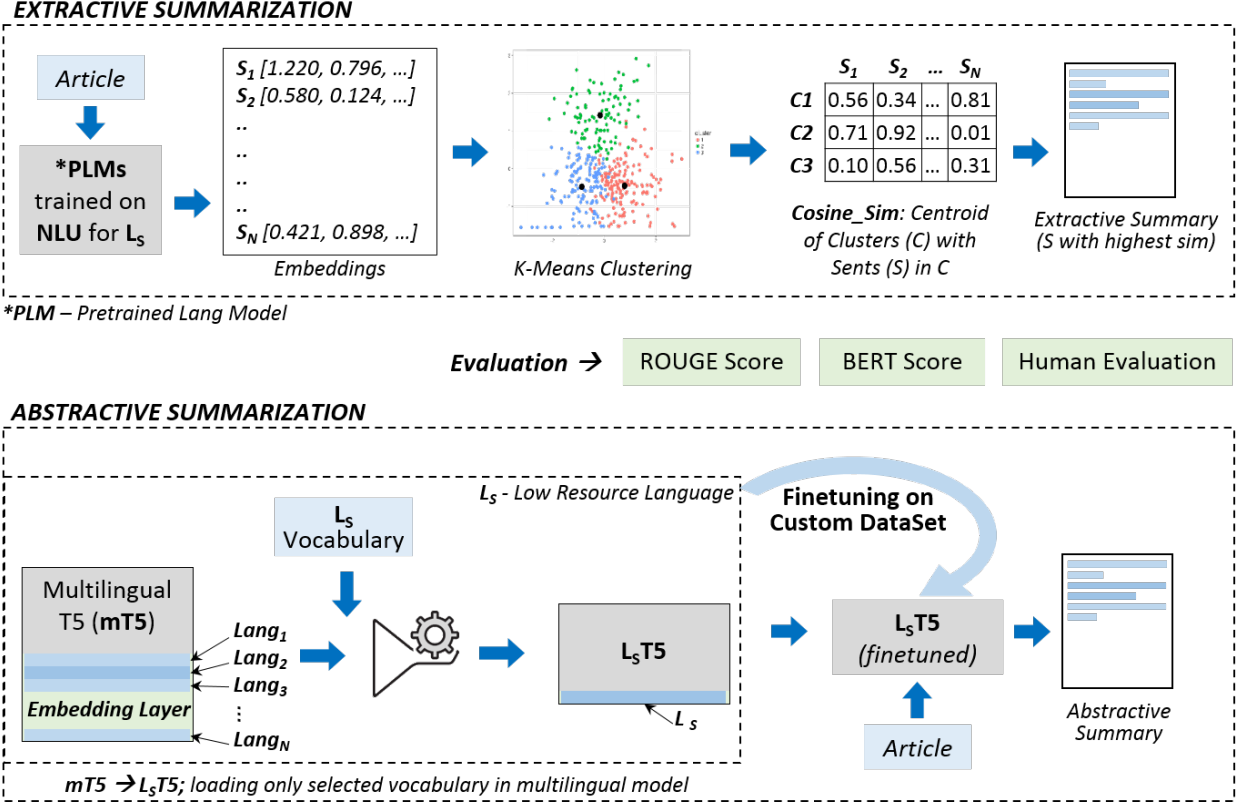 EXTRACTIVE SUMMARIZATION
Article
*PLMs
trained on
NLU for LS
S1 [1.220, 0.796, ...]
S2 [0.580, 0.124, ...]
..
..
..
..
SN [0.421, 0.898, ...]
Embeddings
cluster
1
2
3
K-Means Clustering
S1 S2 ... SN
C1 0.56 0.34 ... 0.81
C2 0.71 0.92 ... 0.01
C3 0.10 0.56 ... 0.31
Cosine_Sim: Centroid
of Clusters (C) with
Sents (S) in C
Extractive Summary
(S with highest sim)
*PLM – Pretrained Lang Model
Evaluation → ROUGE Score BERT Score Human Evaluation
ABSTRACTIVE SUMMARIZATION
LS - Low Resource Language
LS
Vocabulary
Multilingual
T5 (mT5)
Embedding Layer
Lang1
Lang2
Lang3
⋮
LangN
LST5
L S
Finetuning on
Custom DataSet
LST5
(finetuned)
Article
Abstractive
Summary
mT5 → LST5; loading only selected vocabulary in multilingual model